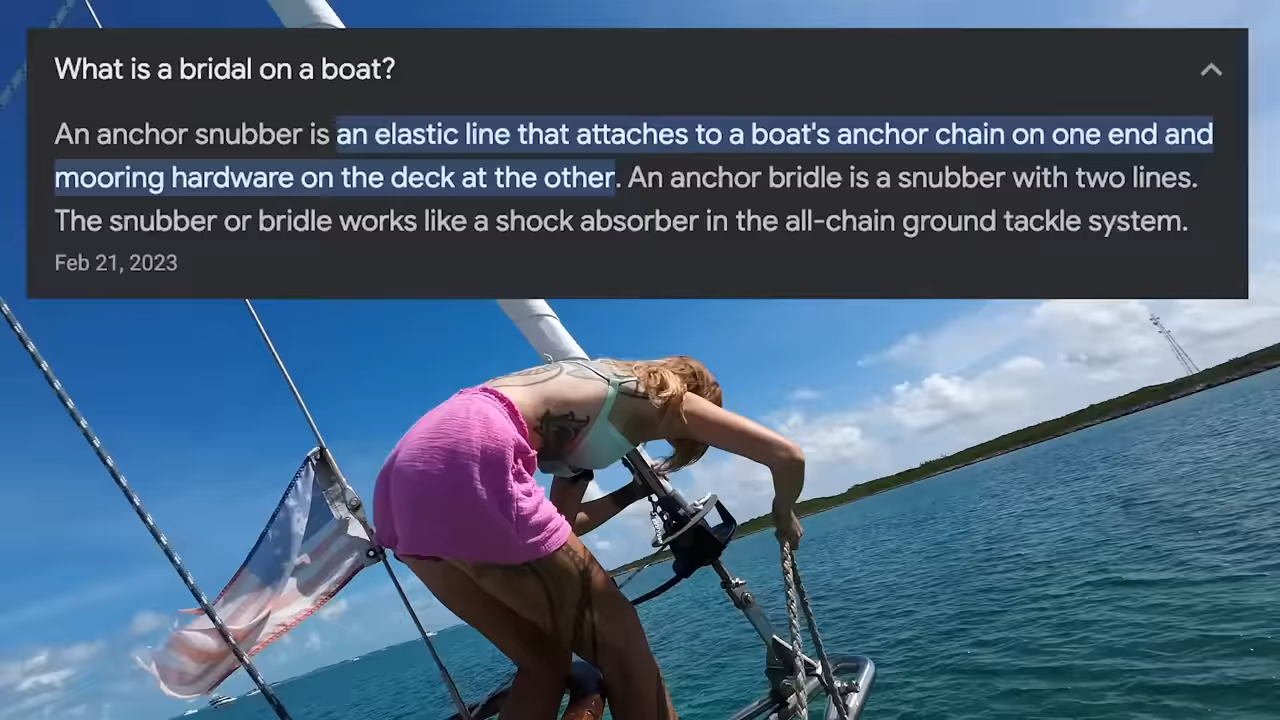 What is a bridal on a boat?
An anchor snubber is an elastic line that attaches to a boat's anchor chain on one end and
mooring hardware on the deck at the other. An anchor bridle is a snubber with two lines.
The snubber or bridle works like a shock absorber in the all-chain ground tackle system.
Feb 21, 2023